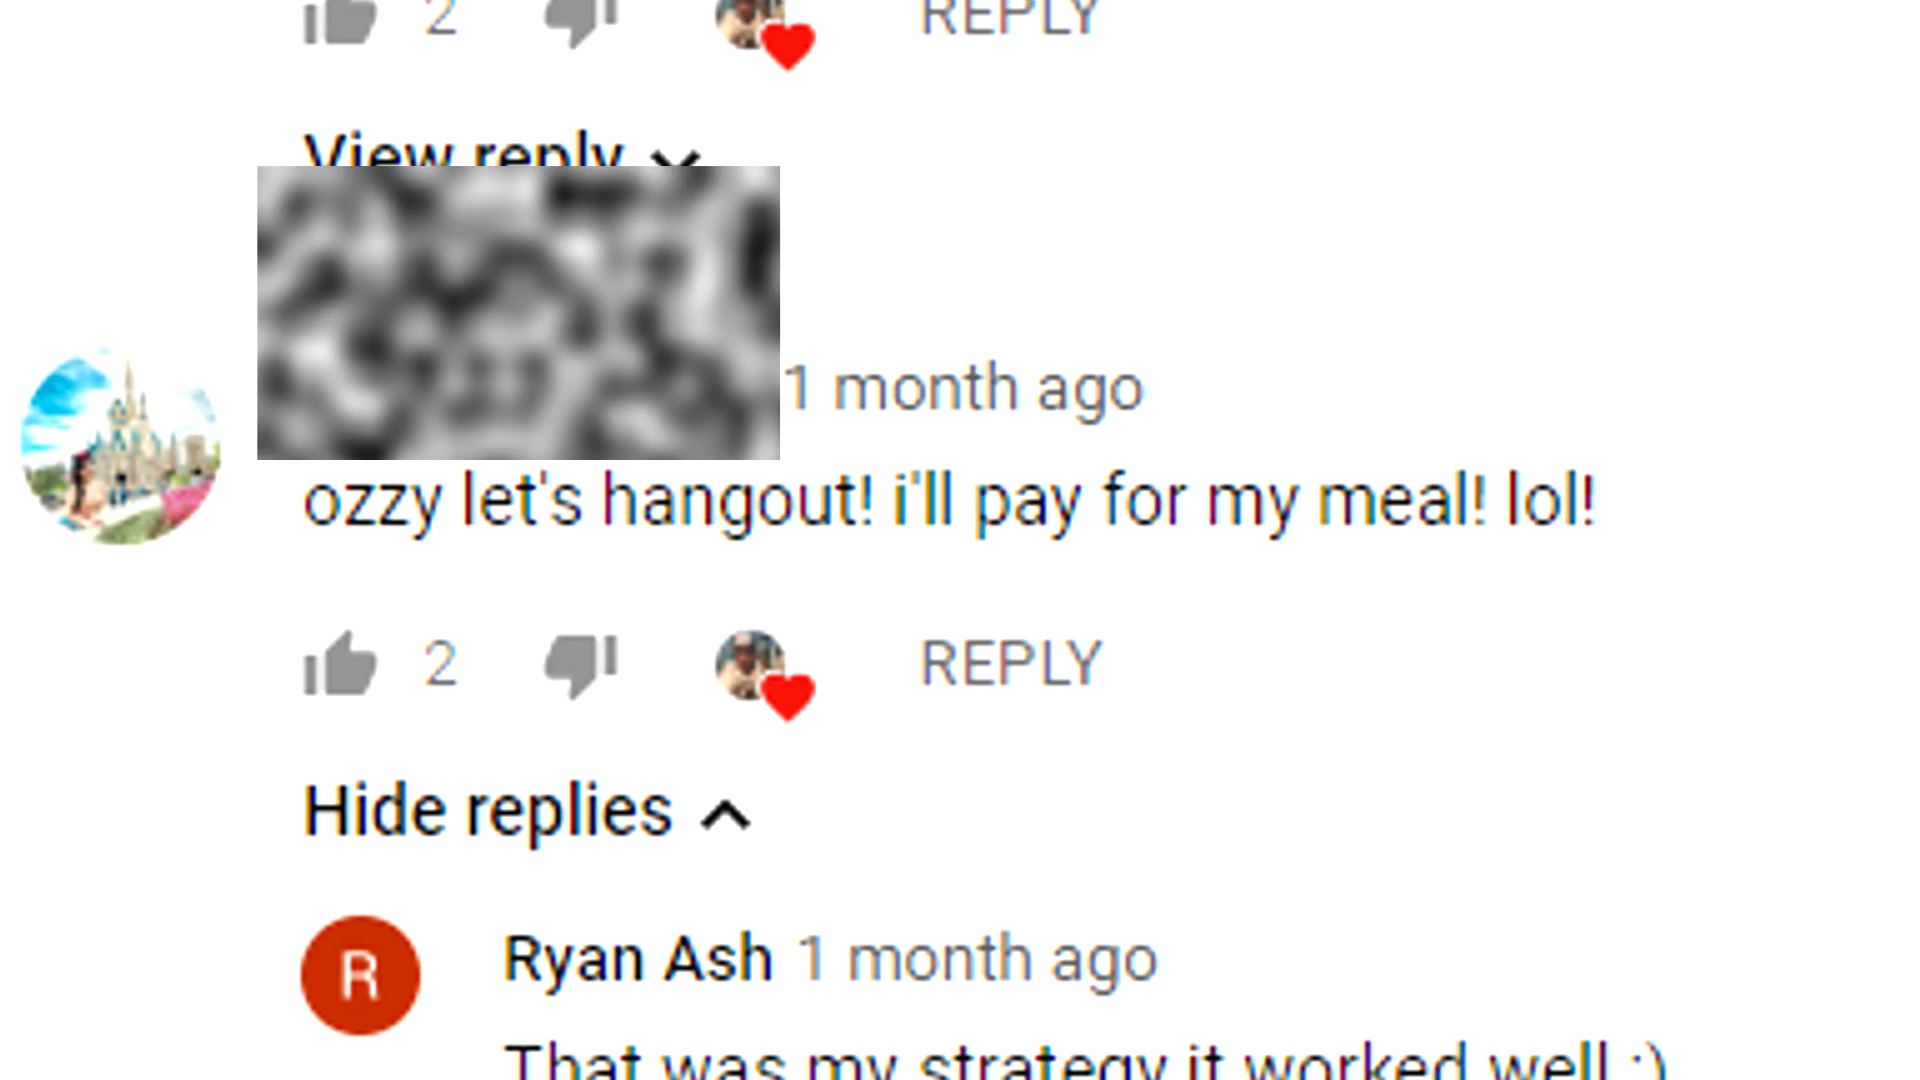 2 REPLY
View reply
1 month ago
ozzy let's hangout! i'll pay for my meal! lol!
2 REPLY
Hide replies
R Ryan Ash 1 month ago
That was my strategy it worked well :)